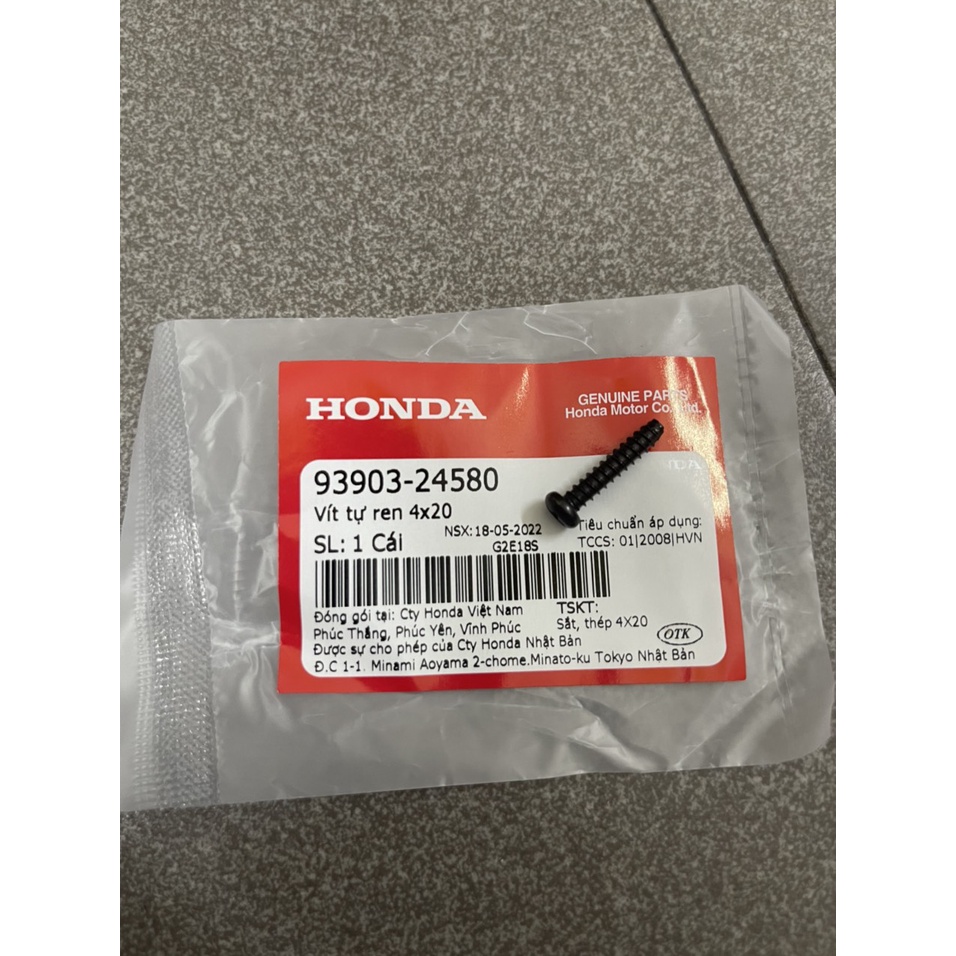 HONDA
GENUINE PARTS
Honda Motor Co., Ltd.
93903-24580
Vít tự ren 4x20
SL: 1 Cái
NSX: 18-05-2022
G2E18S
Tiêu chuẩn áp dụng:
TCCS: 01|2008|HVN
Đóng gói tại: Cty Honda Việt Nam
Phúc Thắng, Phúc Yên, Vĩnh Phúc
Được sự cho phép của Cty Honda Nhật Bản
Đ.C 1-1. Minami Aoyama 2-chome.Minato-ku Tokyo Nhật Bản
TSKT:
Sắt, thép 4X20
OTK